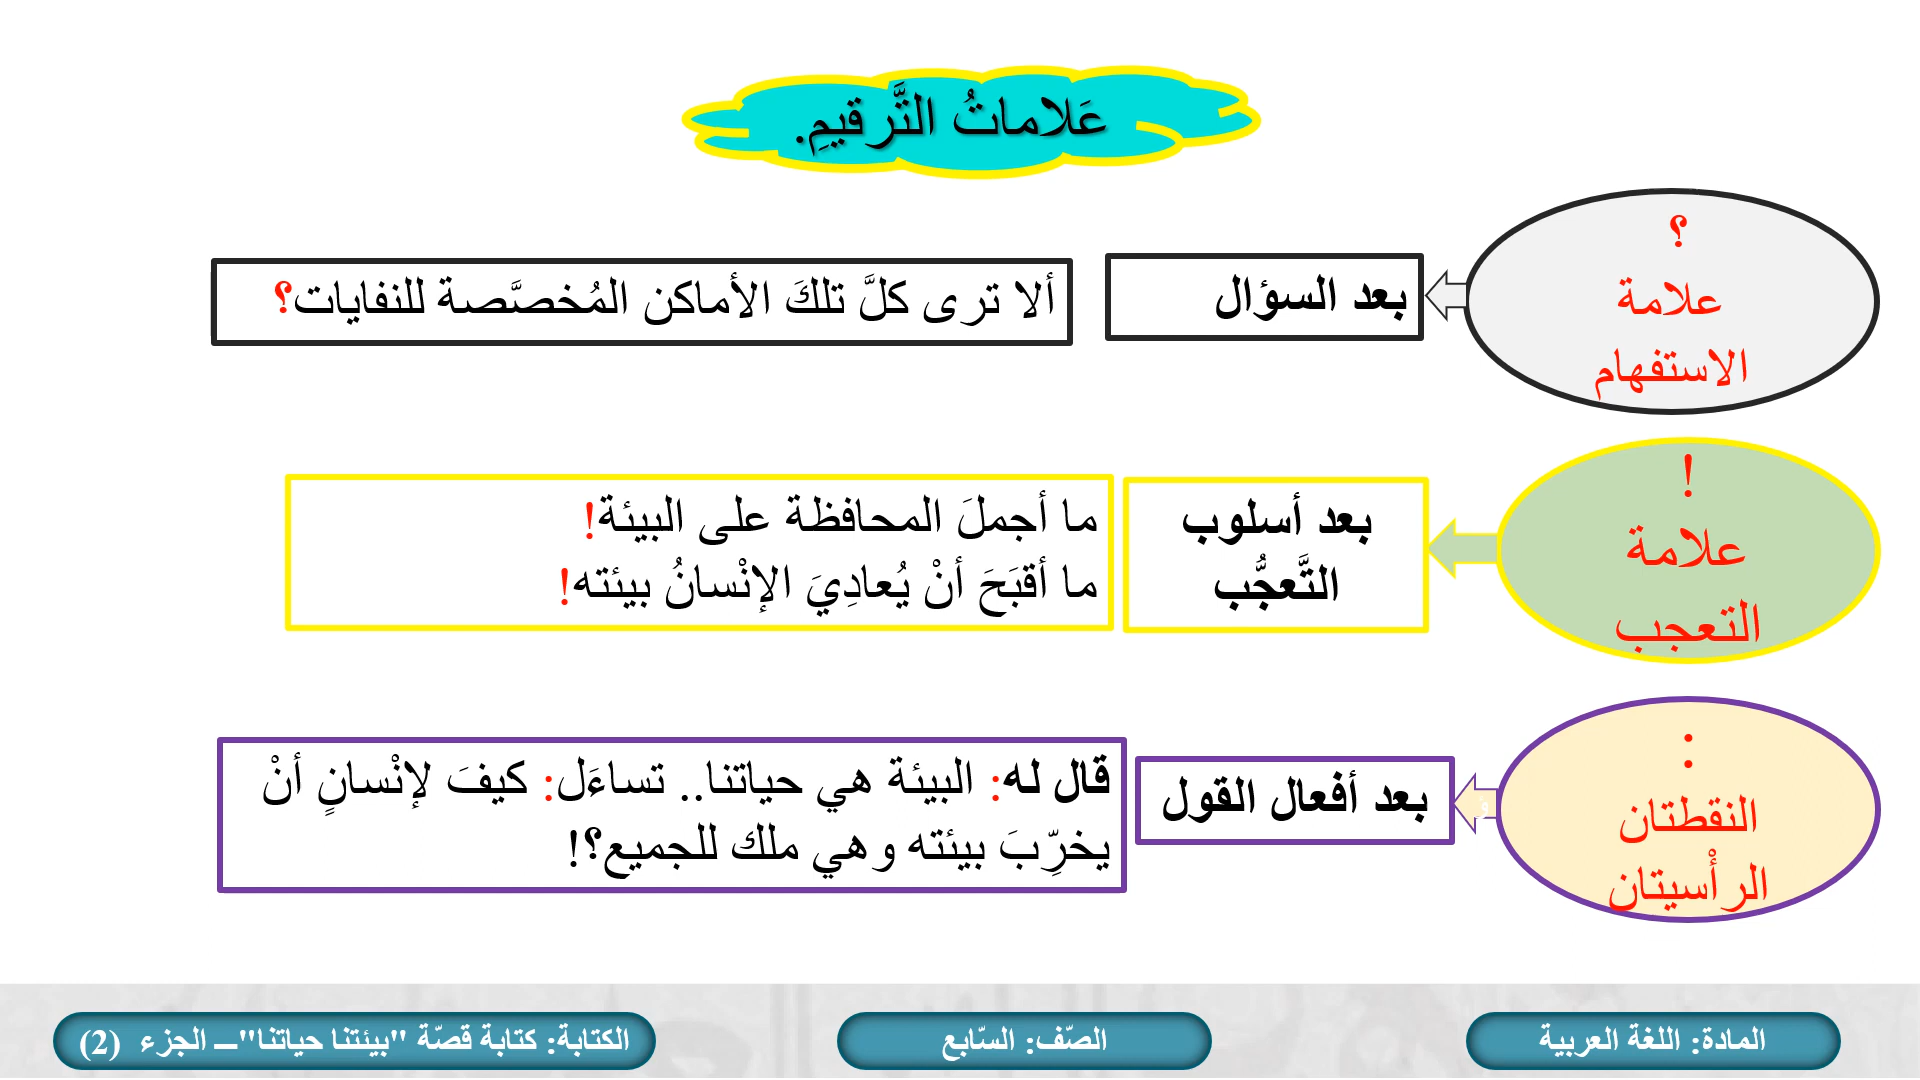 عَلاماتُ التَّرقيمِ.
؟
علامة
الاستفهام
بعد السؤال
ألا ترى كلَّ تلكَ الأماكن المُخصَّصة للنفايات؟
!
علامة
التعجب
بعد أسلوب
التَّعجُّب
ما أجملَ المحافظة على البيئة!
ما أقبَحَ أنْ يُعادِيَ الإنْسانُ بيئته!
:
النقطتان
الرأْسيتان
بعد أفعال القول
قال له: البيئة هي حياتنا.. تساءَل: كيفَ لإنْسانٍ أنْ
يخرِّبَ بيئته وهي ملك للجميع؟!
المادة: اللغة العربية
الصّف: السّابع
الكتابة: كتابة قصّة "بيئتنا حياتنا"ـــ الجزء (2)